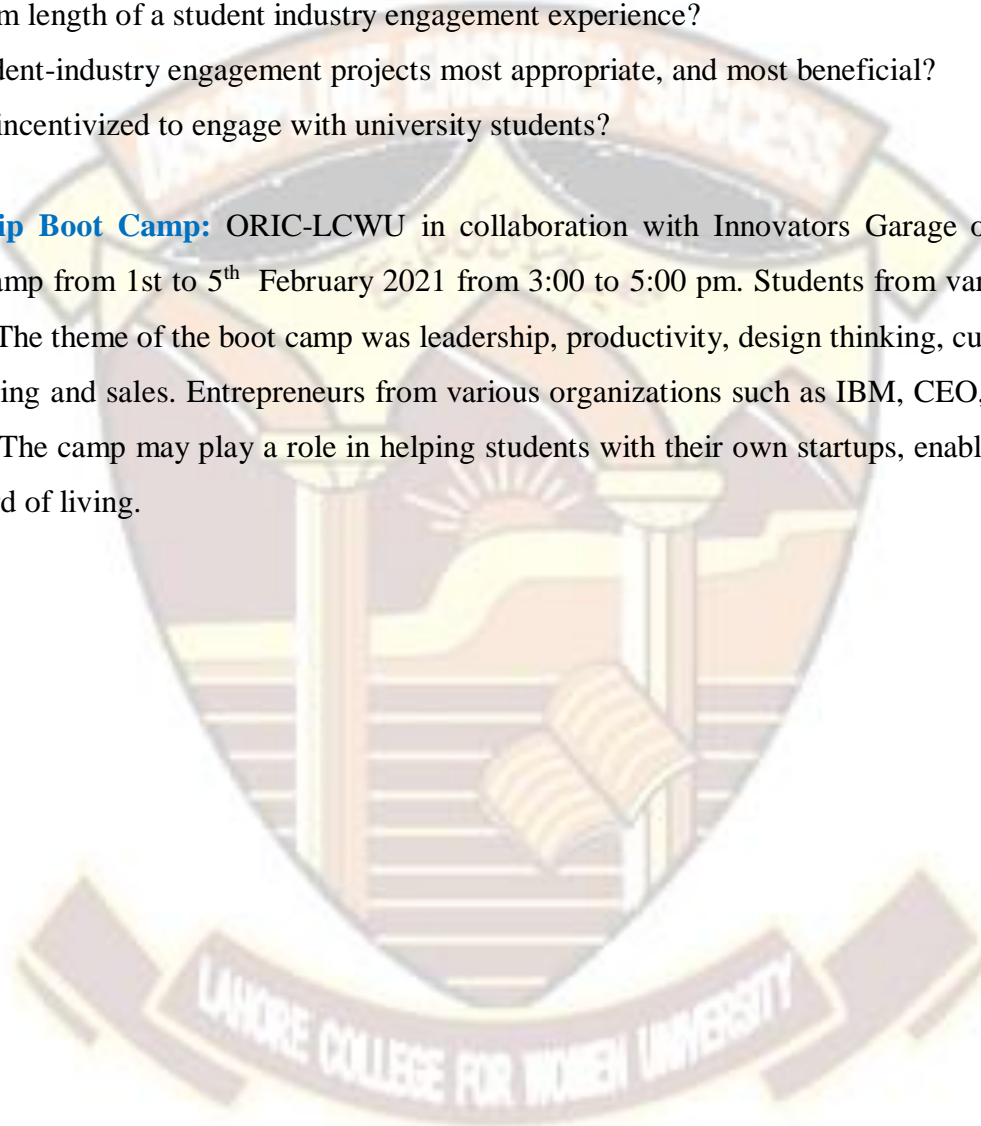 m length of a student industry engagement experience?
dent-industry engagement projects most appropriate, and most beneficial?
incentivized to engage with university students?
ip Boot Camp: ORIC-LCWU in collaboration with Innovators Garage o
amp from 1st to 5th February 2021 from 3:00 to 5:00 pm. Students from var
The theme of the boot camp was leadership, productivity, design thinking, cu
ing and sales. Entrepreneurs from various organizations such as IBM, CEO,
The camp may play a role in helping students with their own startups, enabl
d of living.
LAHORE COLLEGE FOR WOMEN UNIVERSITY